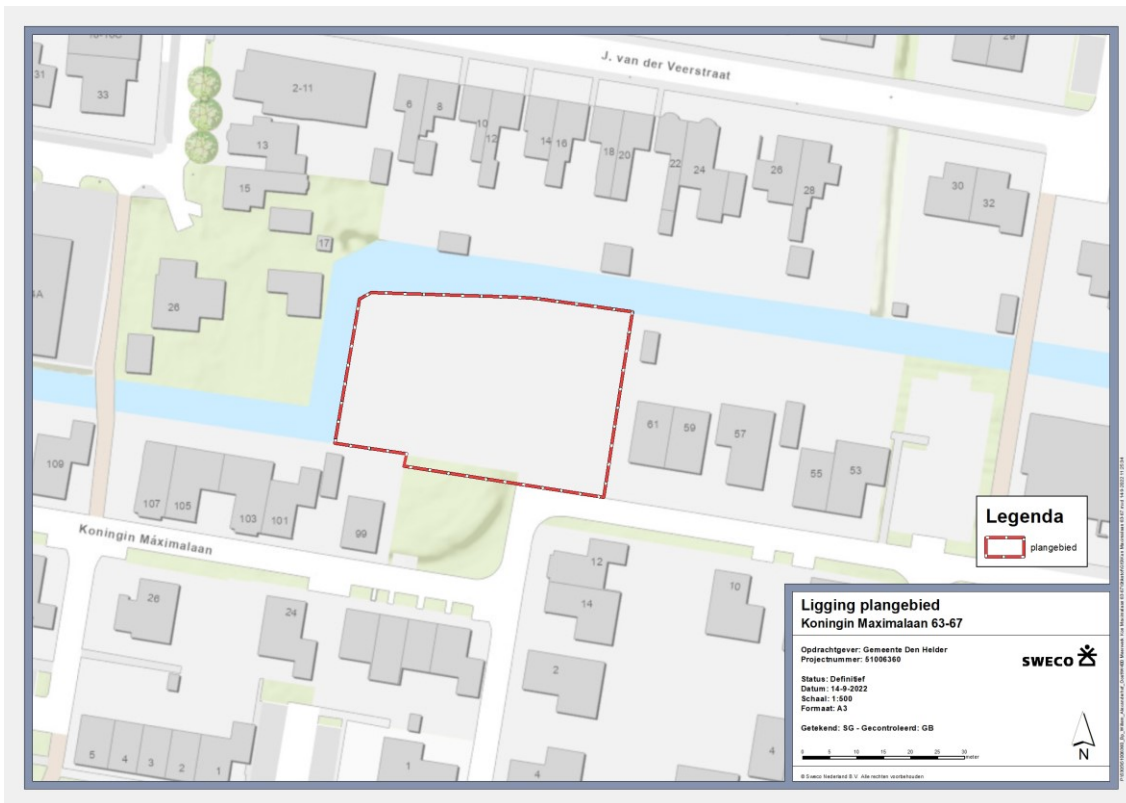 J. van der Veerstraat
29
31
33
2-11
6
8
10
12
14
16
18
20
22
24
26
28
30
32
13
15
17
26
4A
61
59
57
55
53
109
107
105
103
101
99
Koningin Máximalaan
26
24
12
14
10
2
5
4
3
2
1
1
4
4
Legenda
plangebied
Ligging plangebied
Koningin Maximalaan 63-67
Opdrachtgever: Gemeente Den Helder
Projectnummer: 51006360
SWECO
Status: Definitief
Datum: 14-9-2022
Schaal: 1:500
Formaat: A3
Getekend: SG - Gecontroleerd: GB
0 5 10 15 20 25 30
meter
N
© Sweco Nederland B.V. Alle rechten voorbehouden